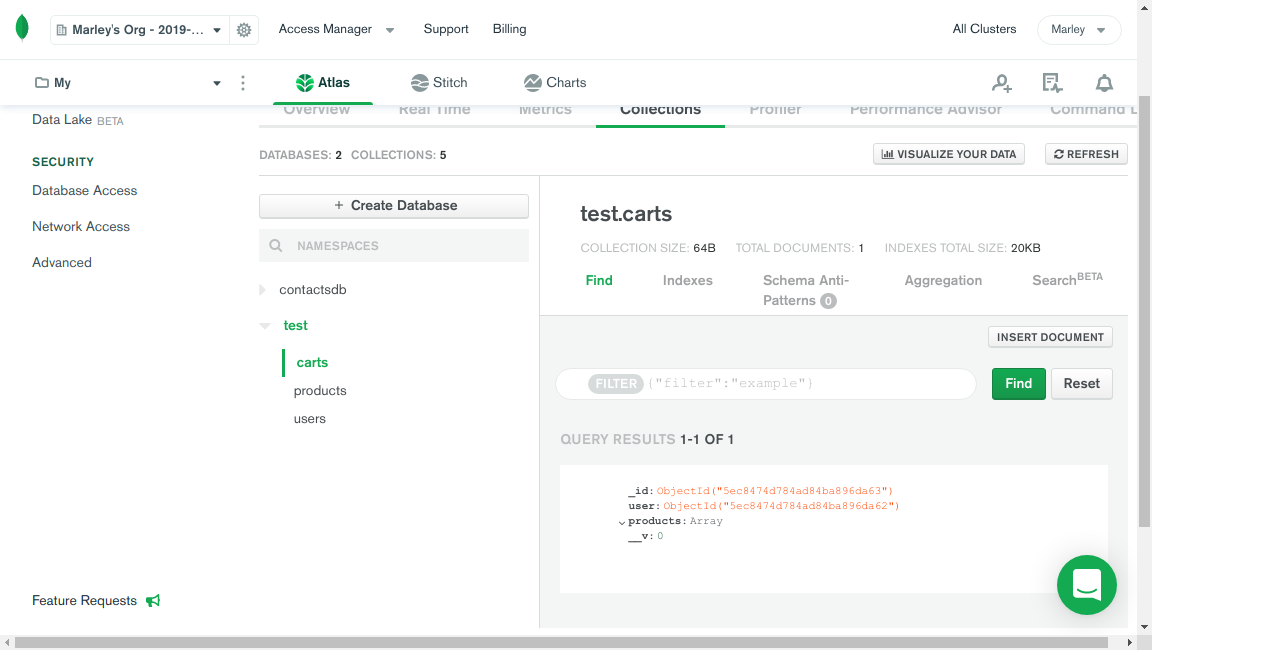 Marley's Org - 2019-...
Access Manager
Support
Billing
All Clusters
Marley
My
Atlas
Stitch
Charts
Overview
Real Time
Metrics
Collections
Profiler
Performance Advisor
Command
Data Lake BETA
SECURITY
Database Access
Network Access
Advanced
Feature Requests
DATABASES: 2 COLLECTIONS: 5
VISUALIZE YOUR DATA
REFRESH
+ Create Database
NAMESPACES
contactsdb
test
carts
products
users
test.carts
COLLECTION SIZE: 64B TOTAL DOCUMENTS: 1 INDEXES TOTAL SIZE: 20KB
Find
Indexes
Schema Anti-
Patterns 0
Aggregation
Search BETA
INSERT DOCUMENT
FILTER {"filter":"example"}
Find
Reset
QUERY RESULTS 1-1 OF 1
_id: ObjectId("5ec8474d784ad84ba896da63")
user: ObjectId("5ec8474d784ad84ba896da62")
products: Array
__v: 0